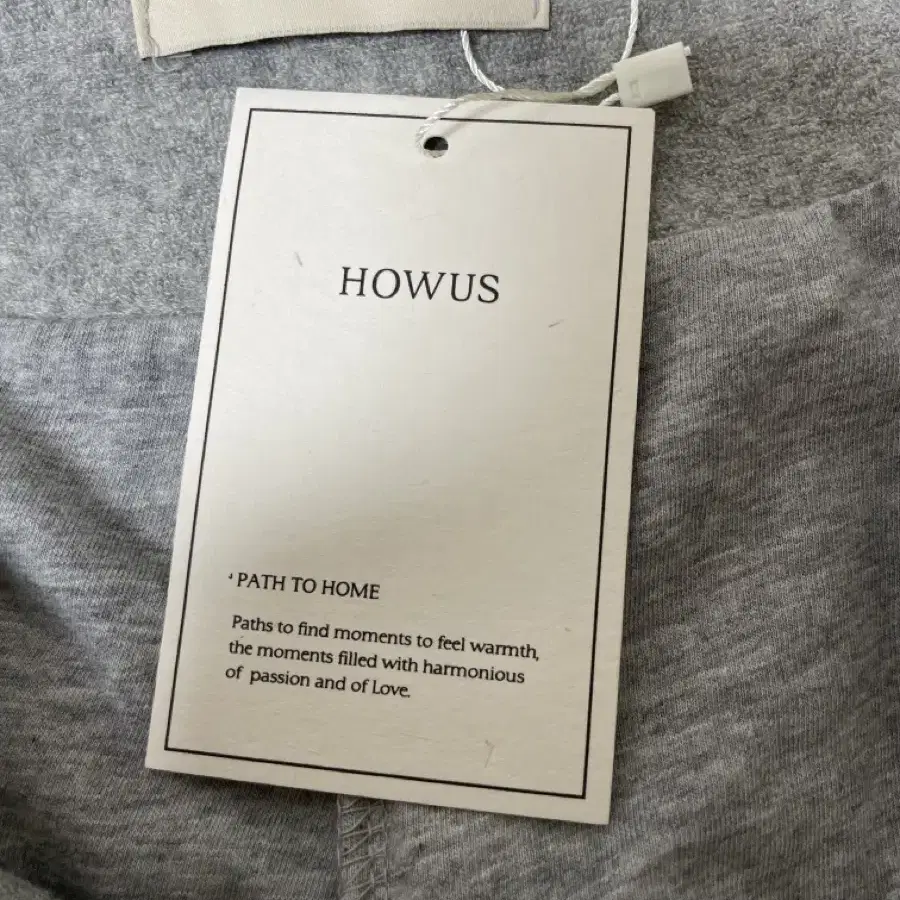 HOWUS
‘PATH TO HOME
Paths to find moments to feel warmth,
the moments filled with harmonious
of passion and of Love.